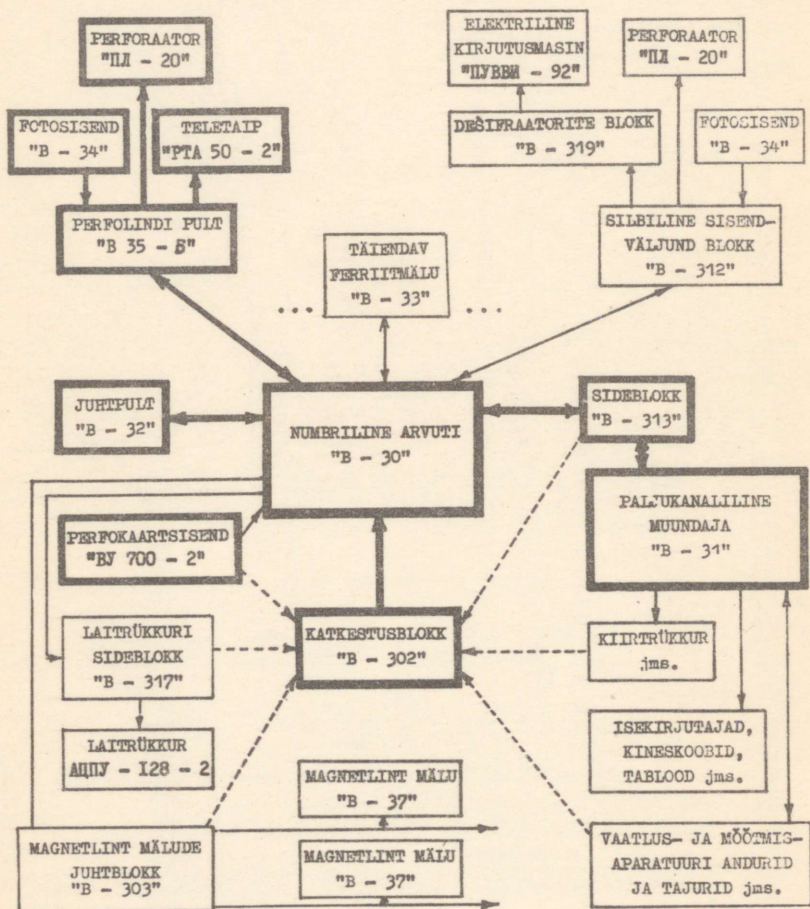 PERFORAATOR
"ПЛ - 20"
ELEKTRILINE
KIRJUTUSMASIN
"ПУВВИ - 92"
PERFORAATOR
"ПЛ - 20"
FOTOSISEND
"B - 34"
TELETAIP
"РТА 50 - 2"
DEŠIFRAATORITE BLOKK
"B - 319"
FOTOSISEND
"B - 34"
PERFOLINDI PULT
"B 35 - Б"
TÄIENDAV
FERRIITMÄLU
"B - 33"
SILBILINE SISEND-
VÄLJUND BLOKK
"B - 312"
... ...
JUHTPULT
"B - 32"
NUMBRILINE ARVUTI
"B - 30"
SIDEBLOKK
"B - 313"
PERFOKAARTSISEND
"ВУ 700 - 2"
PALJUKANALILINE
MUUNDAJA
"B - 31"
LAITRÜKKURI
SIDEBLOKK
"B - 317"
KATKESTUSBLOKK
"B - 302"
KIIRTRÜKKUR
jms.
LAITRÜKKUR
АЦПУ - I28 - 2
ISEKIRJUTAJAD,
KINESKOOBID,
TABLOOD jms.
MAGNETLINT MÄLU
"B - 37"
MAGNETLINT MÄLUDE
JUHTBLOKK
"B - 303"
MAGNETLINT MÄLU
"B - 37"
VAATLUS- JA MÕÕTMIS-
APARATUURI ANDURID
JA TAJURID jms.